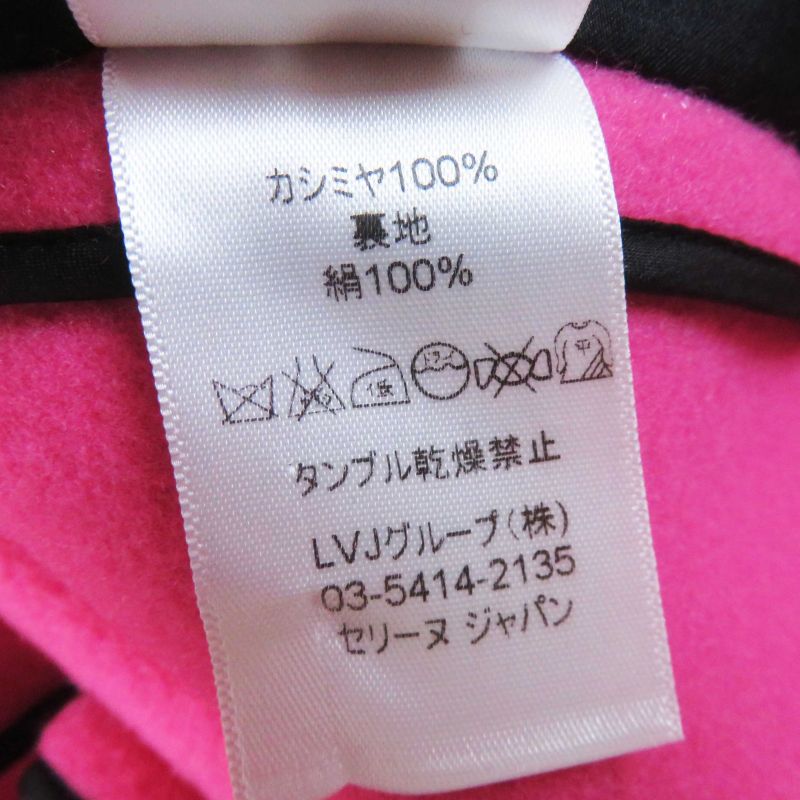 カシミヤ100%
裏地
絹100%
タンブル乾燥禁止
LVJグループ(株)
03-5414-2135
セリーヌ ジャパン